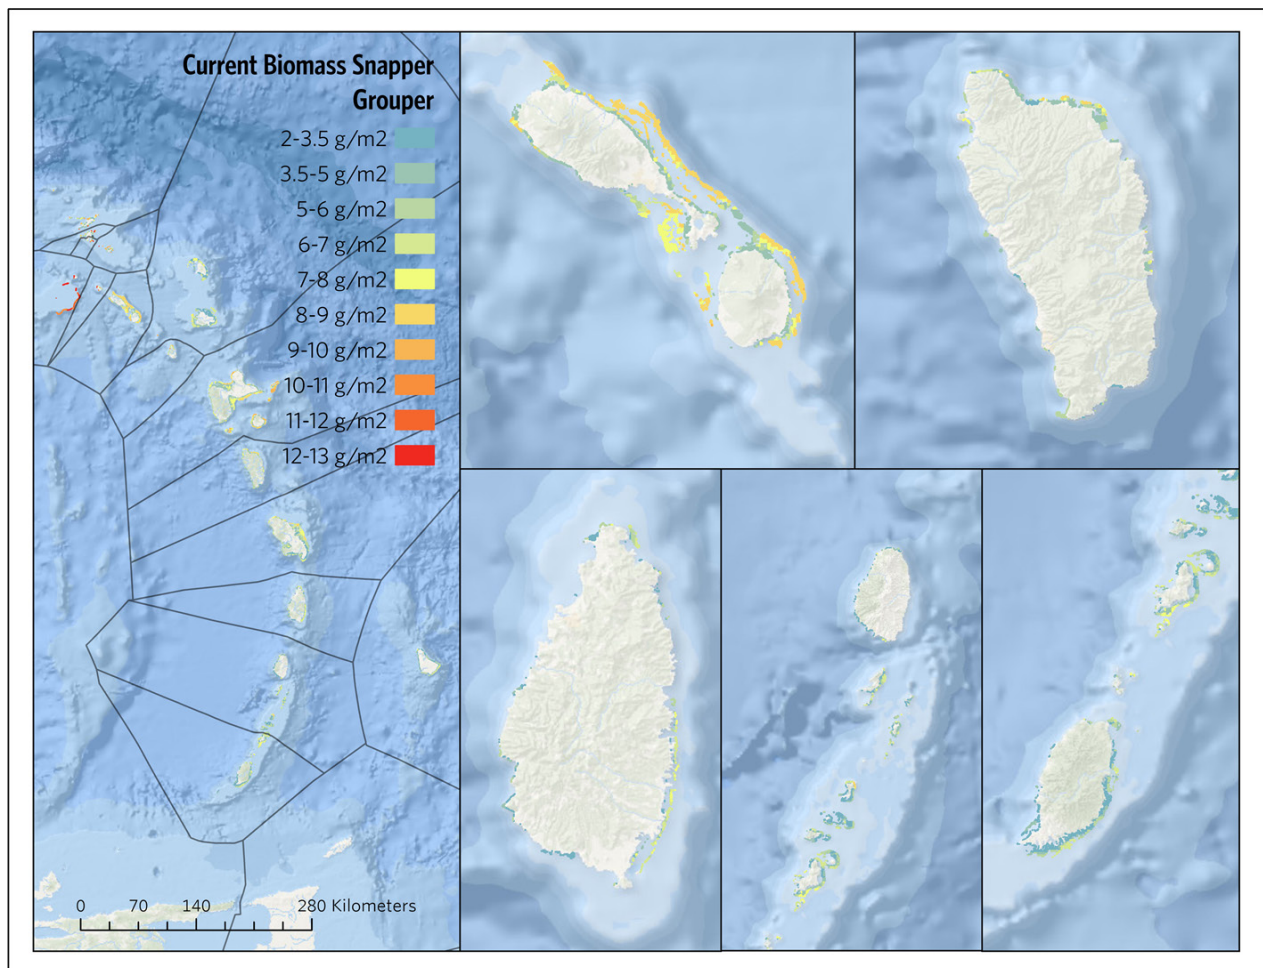 Current Biomass Snapper
Grouper
2-3.5 g/m2
3.5-5 g/m2
5-6 g/m2
6-7 g/m2
7-8 g/m2
8-9 g/m2
9-10 g/m2
10-11 g/m2
11-12 g/m2
12-13 g/m2
0 70 140 280 Kilometers